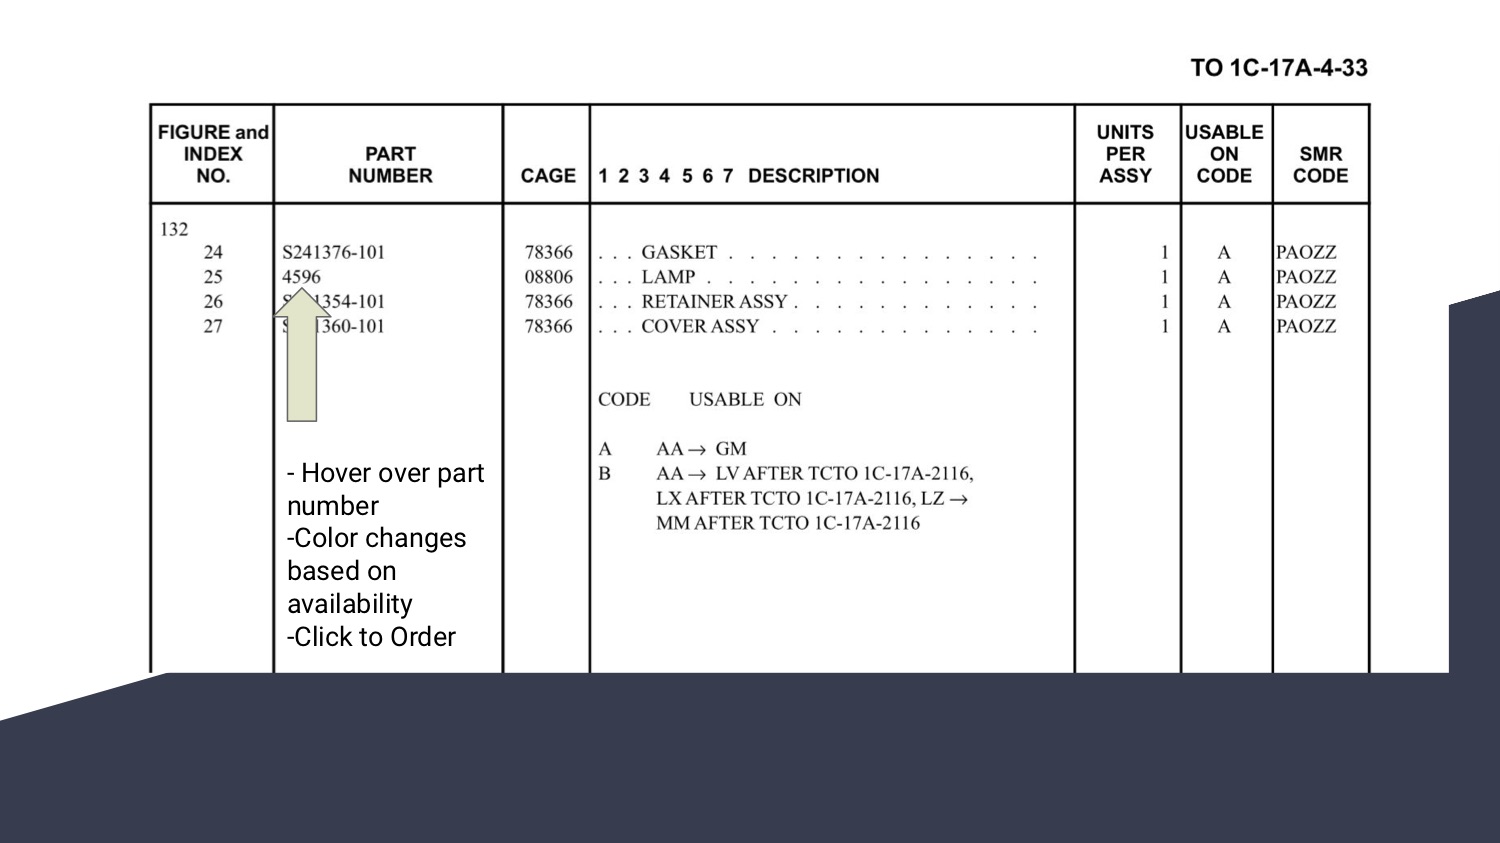 TO 1C-17A-4-33
FIGURE and INDEX NO. PART NUMBER CAGE 1 2 3 4 5 6 7 DESCRIPTION UNITS PER ASSY USABLE ON CODE SMR CODE
132
24 S241376-101 78366 . . . GASKET . . . . . . . . . . . . . . . 1 A PAOZZ
25 4596 08806 . . . LAMP . . . . . . . . . . . . . . . . 1 A PAOZZ
26 1354-101 78366 . . . RETAINER ASSY . . . . . . . . . . . . 1 A PAOZZ
27 1360-101 78366 . . . COVER ASSY . . . . . . . . . . . . . 1 A PAOZZ
CODE USABLE ON
A AA → GM
B AA → LV AFTER TCTO 1C-17A-2116,
LX AFTER TCTO 1C-17A-2116, LZ →
MM AFTER TCTO 1C-17A-2116
- Hover over part
number
-Color changes
based on
availability
-Click to Order